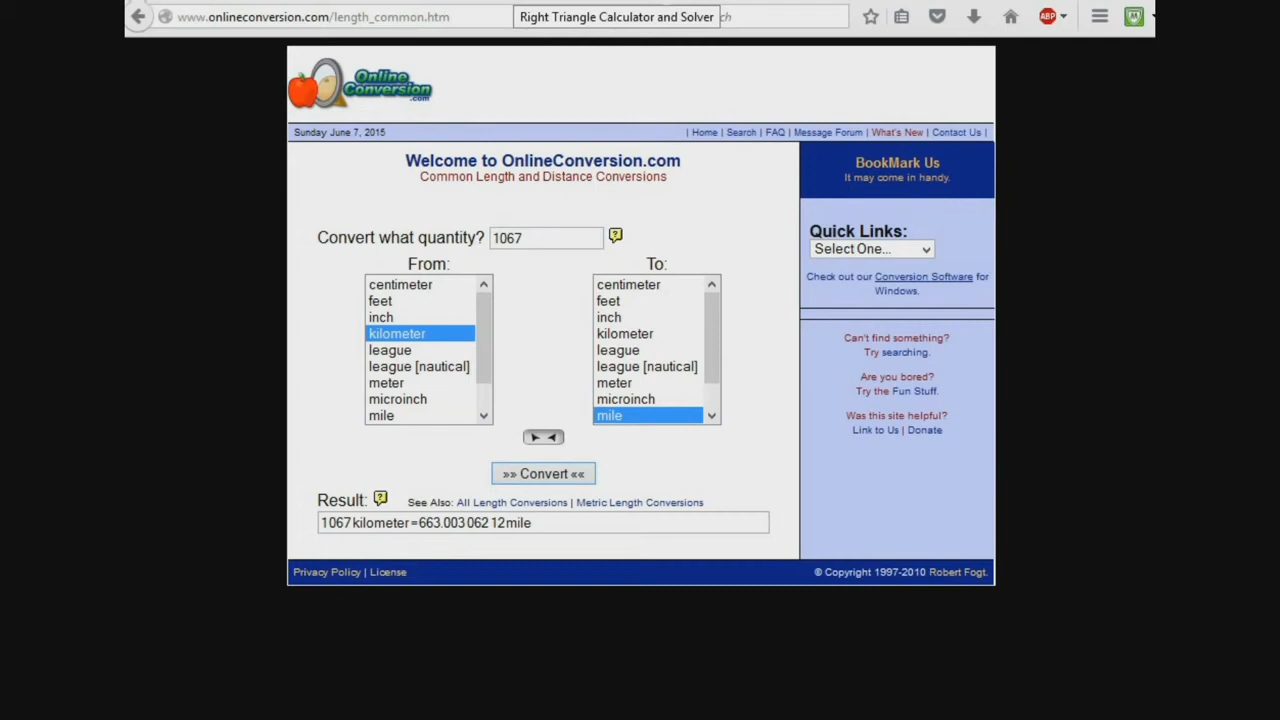 www.onlineconversion.com/length_common.htm
Right Triangle Calculator and Solver
ch
ABP
Online
Conversion
.com
Sunday June 7, 2015
| Home | Search | FAQ | Message Forum | What's New | Contact Us |
Welcome to OnlineConversion.com
Common Length and Distance Conversions
BookMark Us
It may come in handy.
Convert what quantity? 1067 ?
From:
centimeter
feet
inch
kilometer
league
league [nautical]
meter
microinch
mile
To:
centimeter
feet
inch
kilometer
league
league [nautical]
meter
microinch
mile
»» Convert ««
Result: ? See Also: All Length Conversions | Metric Length Conversions
1067 kilometer = 663.003 062 12 mile
Quick Links:
Select One...
Check out our Conversion Software for
Windows.
Can't find something?
Try searching.
Are you bored?
Try the Fun Stuff.
Was this site helpful?
Link to Us | Donate
Privacy Policy | License
© Copyright 1997-2010 Robert Fogt.